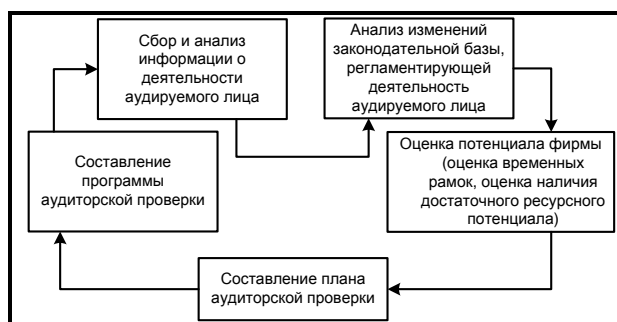 Сбор и анализ
информации о
деятельности
аудируемого лица
Анализ изменений
законодательной базы,
регламентирующей
деятельность
аудируемого лица
Оценка потенциала фирмы
(оценка временных
рамок, оценка наличия
достаточного ресурсного
потенциала)
Составление плана
аудиторской проверки
Составление
программы
аудиторской проверки